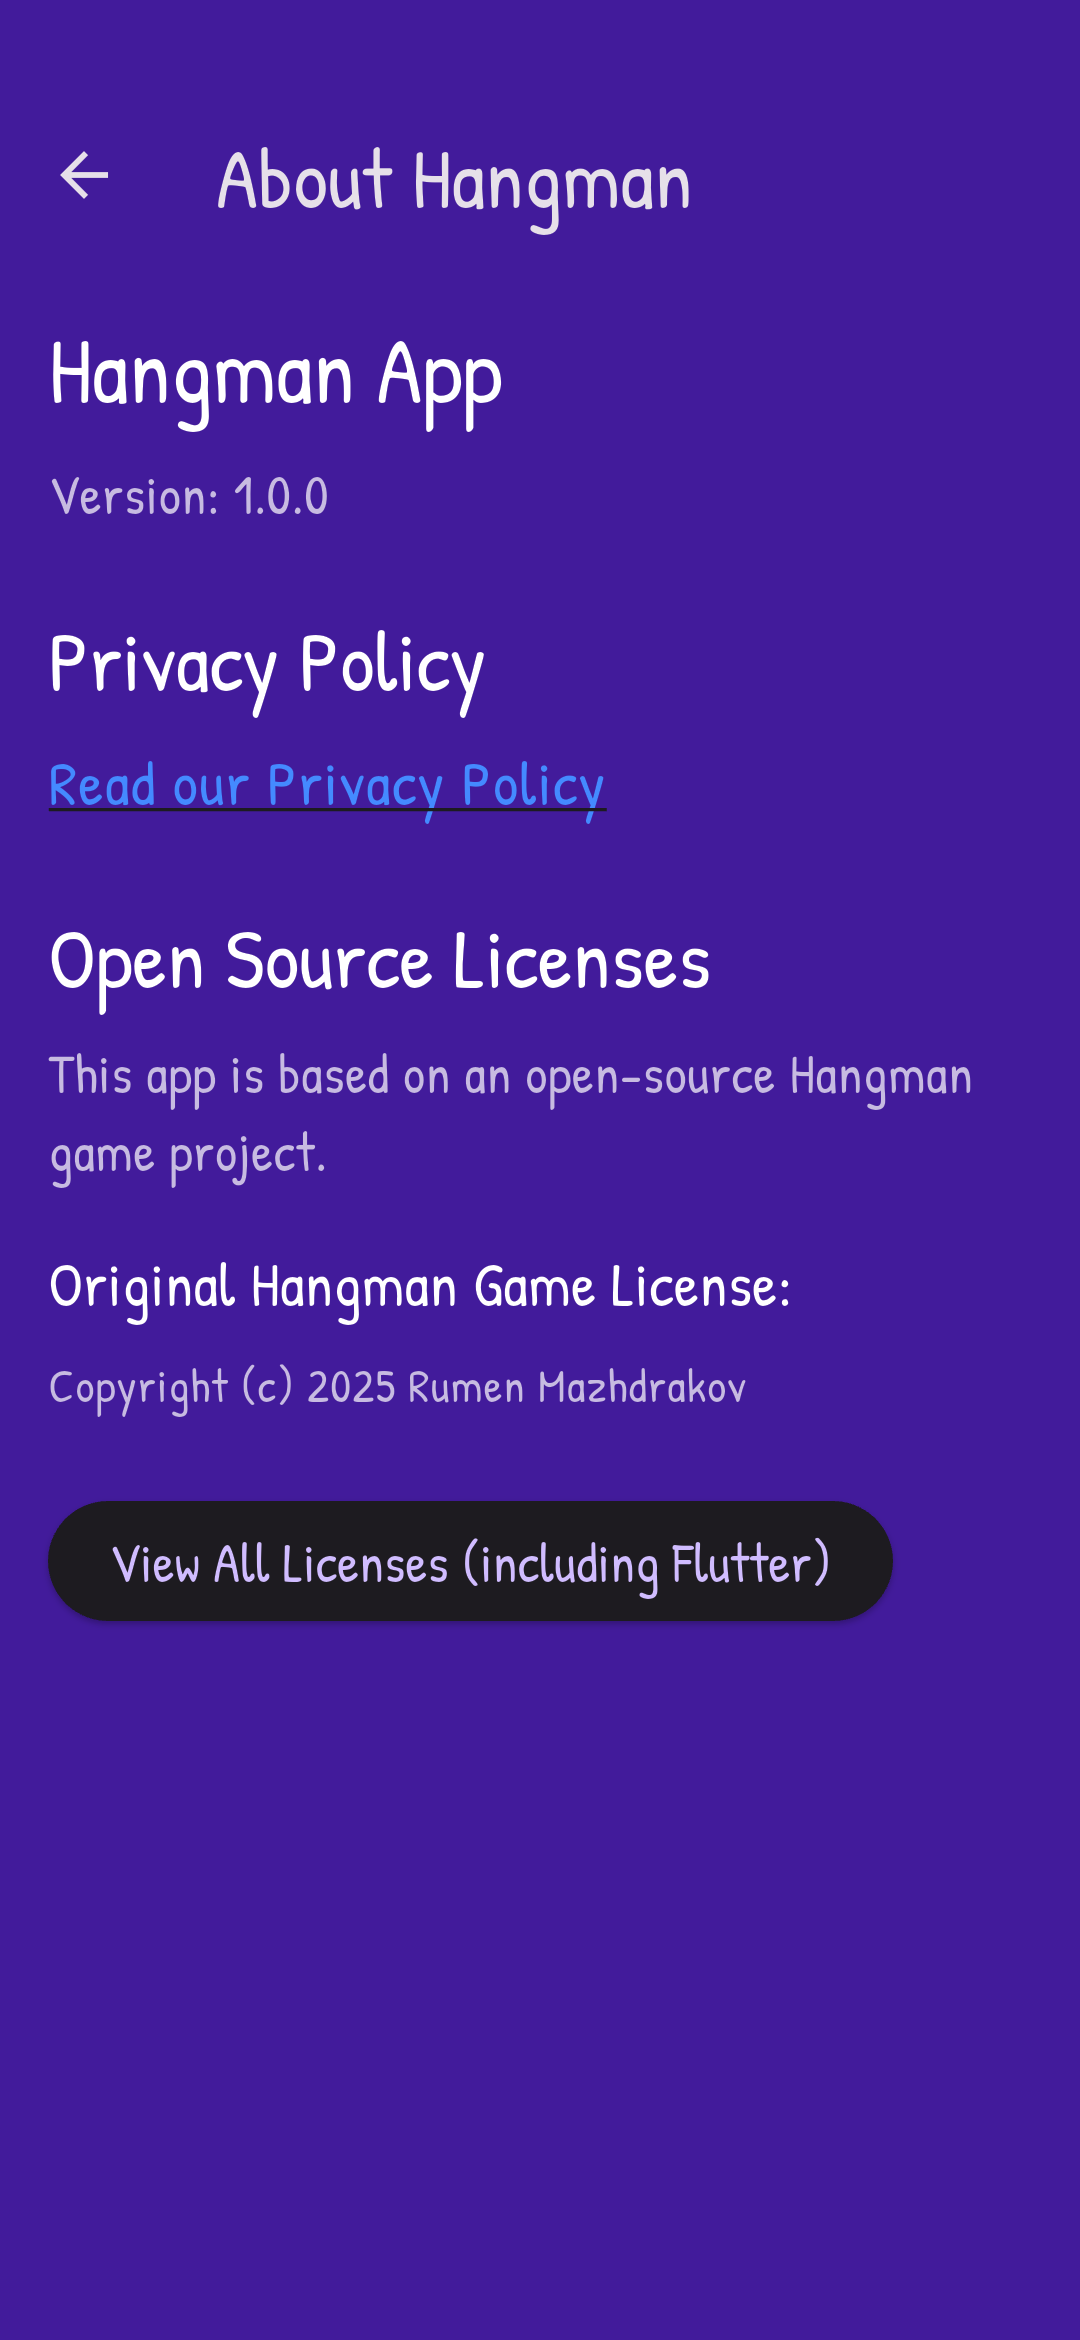 About Hangman
Hangman App
Version: 1.0.0
Privacy Policy
Read our Privacy Policy
Open Source Licenses
This app is based on an open-source Hangman
game project.
Original Hangman Game License:
Copyright (c) 2025 Rumen Mazhdrakov
View All Licenses (including Flutter)